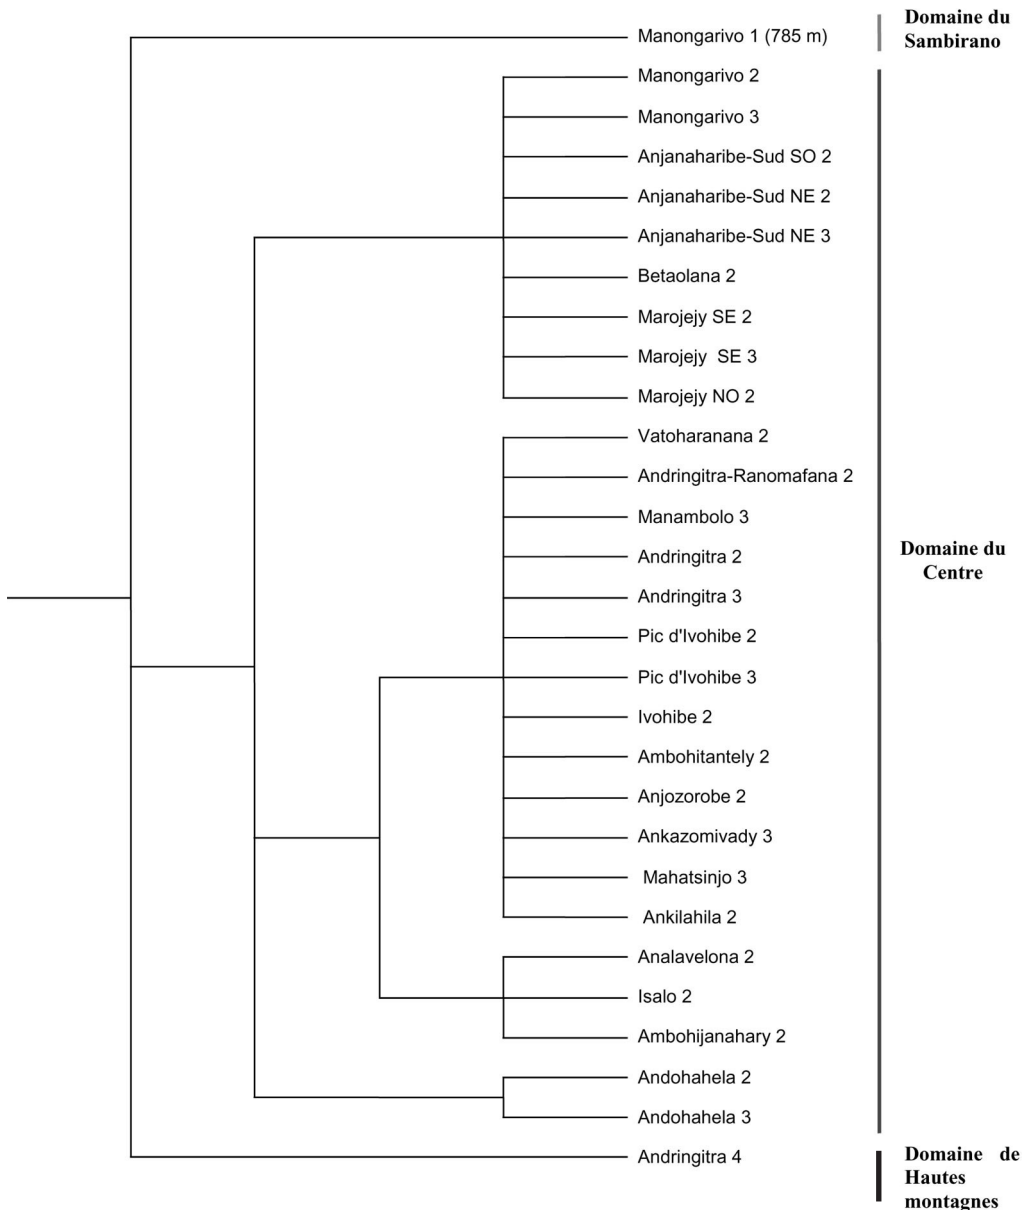 Domaine du
Sambirano
Manongarivo 1 (785 m)
Manongarivo 2
Manongarivo 3
Anjanaharibe-Sud SO 2
Anjanaharibe-Sud NE 2
Anjanaharibe-Sud NE 3
Betaolana 2
Marojejy SE 2
Marojejy SE 3
Marojejy NO 2
Vatoharanana 2
Andringitra-Ranomafana 2
Manambolo 3
Andringitra 2
Andringitra 3
Pic d'Ivohibe 2
Pic d'Ivohibe 3
Ivohibe 2
Ambohitantely 2
Anjozorobe 2
Ankazomivady 3
Mahatsinjo 3
Ankilahila 2
Analavelona 2
Isalo 2
Ambohijanahary 2
Andohahela 2
Andohahela 3
Domaine du
Centre
Andringitra 4
Domaine de
Hautes
montagnes